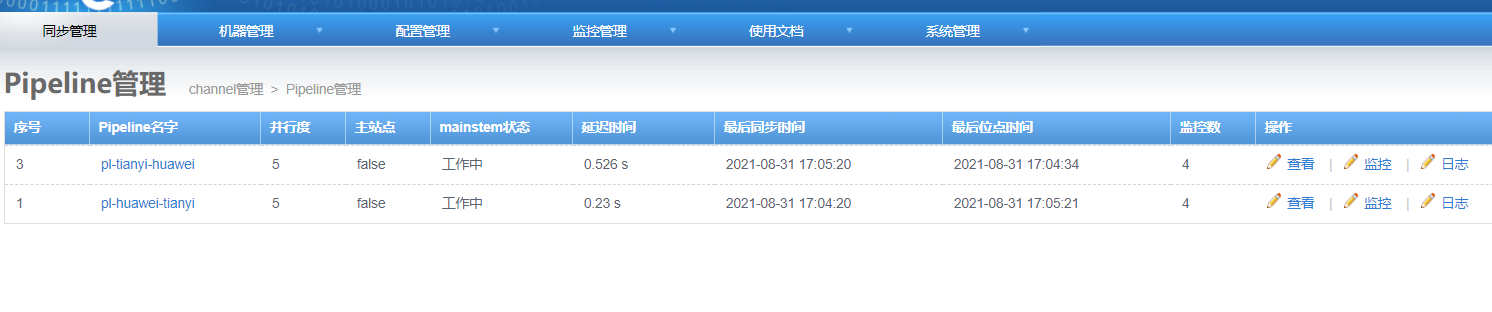 同步管理 机器管理 配置管理 监控管理 使用文档 系统管理
Pipeline管理 channel管理 > Pipeline管理
序号 Pipeline名字 并行度 主站点 mainstem状态 延迟时间 最后同步时间 最后位点时间 监控数 操作
3 pl-tianyi-huawei 5 false 工作中 0.526 s 2021-08-31 17:05:20 2021-08-31 17:04:34 4 查看 | 监控 | 日志
1 pl-huawei-tianyi 5 false 工作中 0.23 s 2021-08-31 17:04:20 2021-08-31 17:05:21 4 查看 | 监控 | 日志